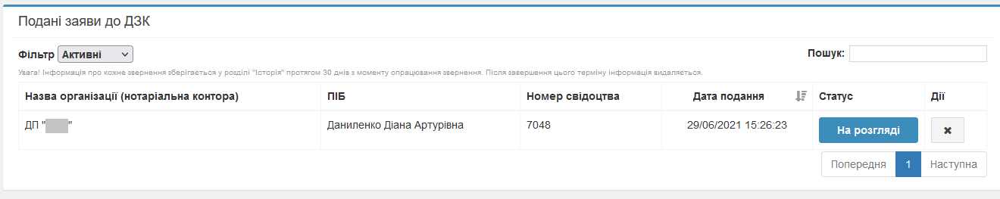 Подані заяви до ДЗК
Фільтр Активні Пошук:
Увага! Інформація про кожне звернення зберігається у розділі "Історія" протягом 30 днів з моменту опрацювання звернення. Після завершення цього терміну інформація видаляється.
Назва організації (нотаріальна контора) ПІБ Номер свідоцтва Дата подання Статус Дії
ДП " " Даниленко Діана Артурівна 7048 29/06/2021 15:26:23 На розгляді ✖
Попередня 1 Наступна